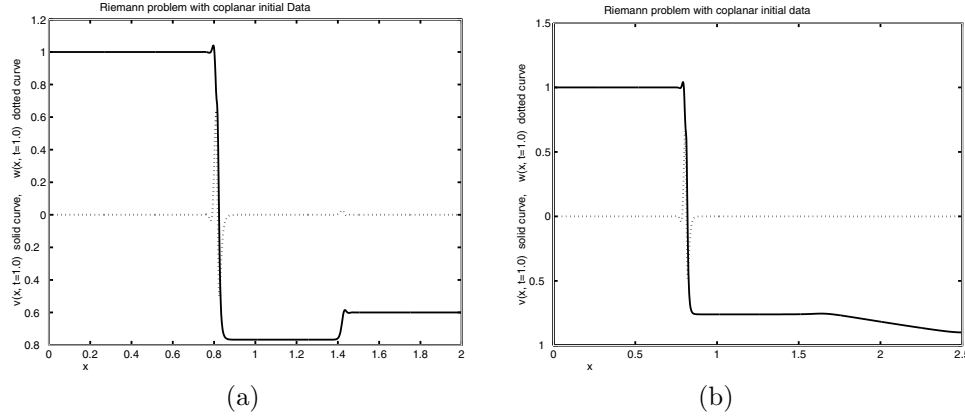 Riemann problem with coplanar initial Data
v(x, t=1.0) solid curve, w(x, t=1.0) dotted curve
1.2
1
0.8
0.6
0.4
0.2
0
0.2
0.4
0.6
0.8
0 0.2 0.4 0.6 0.8 1 1.2 1.4 1.6 1.8 2
x
(a)
Riemann problem with coplanar initial data
v(x, t=1.0) solid curve, w(x, t=1.0) dotted curve
1.5
1
0.5
0
0.5
1
0 0.5 1 1.5 2 2.5
x
(b)